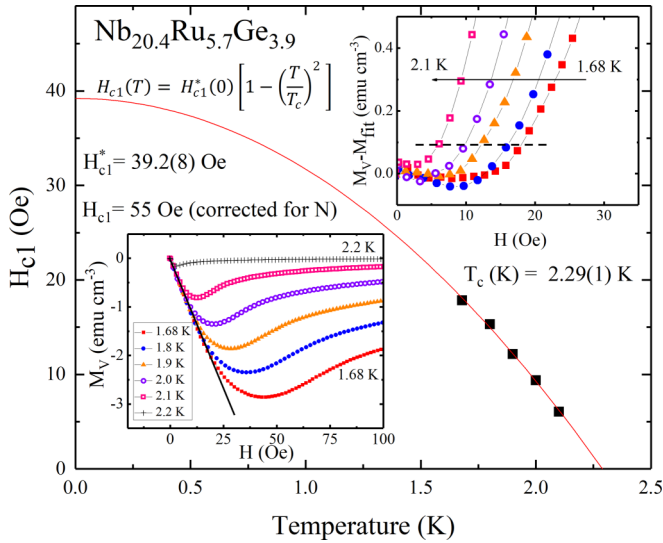 Nb20.4Ru5.7Ge3.9
Hc1(T) = H*c1(0) [1 − (T/Tc)2]
H*c1 = 39.2(8) Oe
Hc1 = 55 Oe (corrected for N)
Tc (K) = 2.29(1) K
Hc1 (Oe)
50
40
30
20
10
0
0.0 0.5 1.0 1.5 2.0 2.5
Temperature (K)
MV-Mfit (emu cm-3)
0.4
0.2
0.0
2.1 K
1.68 K
0 10 20 30
H (Oe)
MV (emu cm-3)
0
-1
-2
-3
2.2 K
1.68 K
1.68 K
1.8 K
1.9 K
2.0 K
2.1 K
2.2 K
0 25 50 75 100
H (Oe)